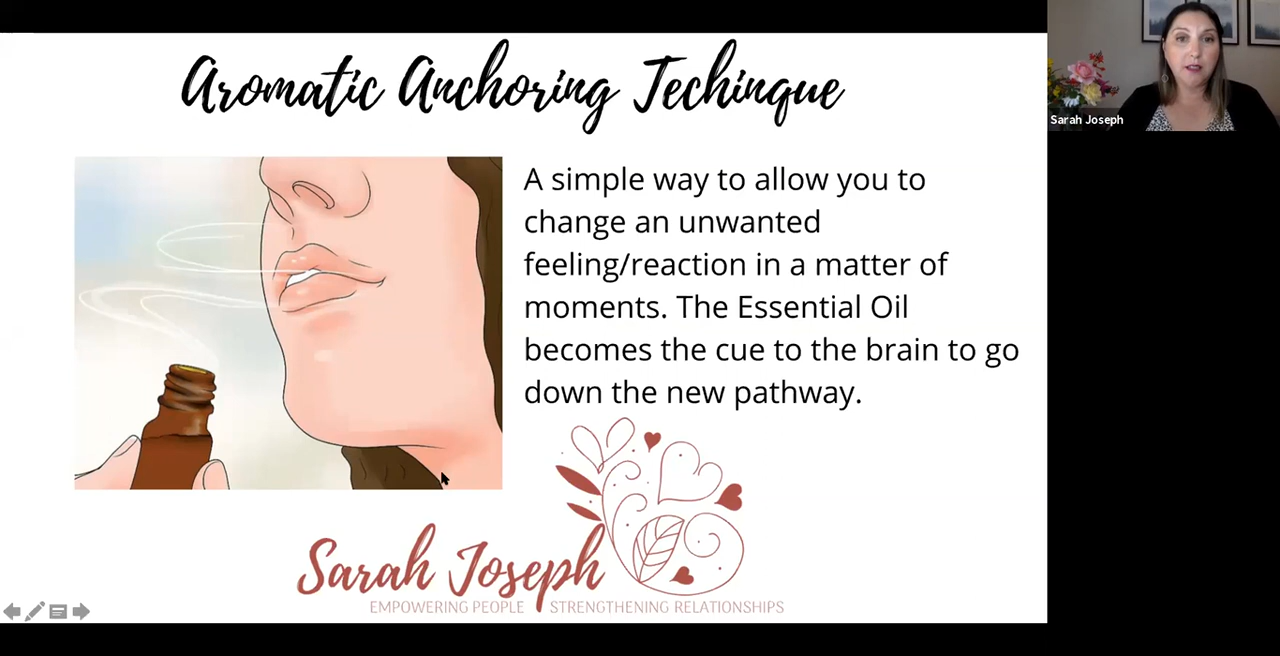 Aromatic Anchoring Techinque
Sarah Joseph
A simple way to allow you to
change an unwanted
feeling/reaction in a matter of
moments. The Essential Oil
becomes the cue to the brain to go
down the new pathway.
Sarah Joseph
EMPOWERING PEOPLE STRENGTHENING RELATIONSHIPS